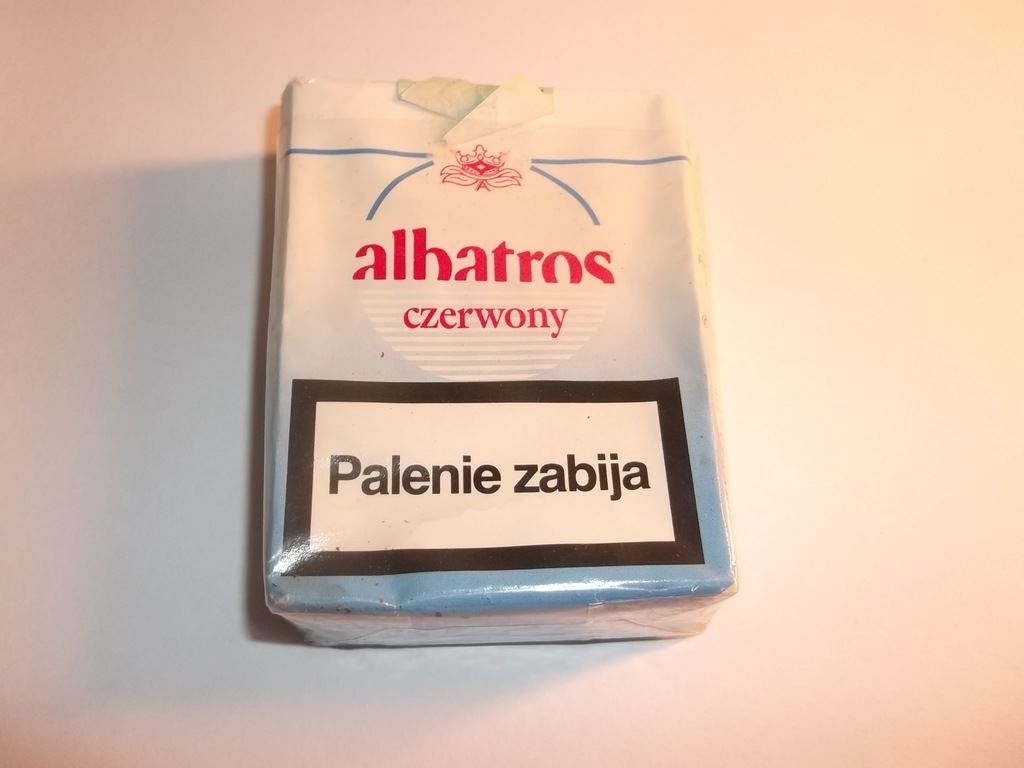 albatros
czerwony
Palenie zabija